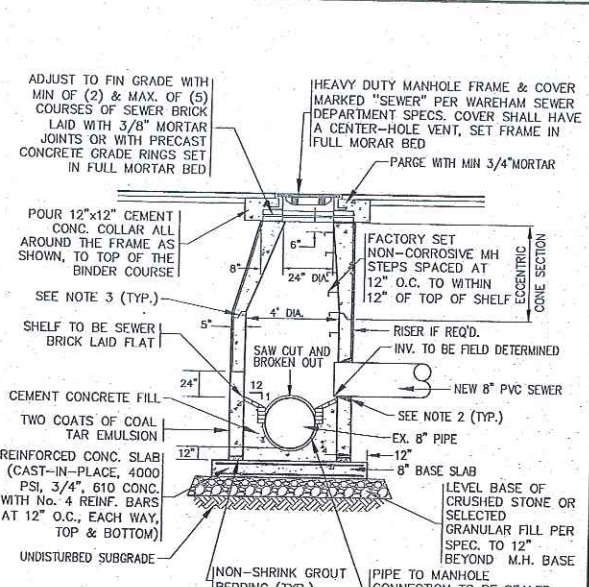 ADJUST TO FIN GRADE WITH
MIN OF (2) & MAX. OF (5)
COURSES OF SEWER BRICK
LAID WITH 3/8" MORTAR
JOINTS OR WITH PRECAST
CONCRETE GRADE RINGS SET
IN FULL MORTAR BED
HEAVY DUTY MANHOLE FRAME & COVER
MARKED "SEWER" PER WAREHAM SEWER
DEPARTMENT SPECS. COVER SHALL HAVE
A CENTER-HOLE VENT, SET FRAME IN
FULL MORAR BED
PARGE WITH MIN 3/4"MORTAR
POUR 12"x12" CEMENT
CONC. COLLAR ALL
AROUND THE FRAME AS
SHOWN, TO TOP OF THE
BINDER COURSE
6"
8"
24" DIA.
FACTORY SET
NON-CORROSIVE MH
STEPS SPACED AT
12" O.C. TO WITHIN
12" OF TOP OF SHELF
ECCENTRIC
CONE SECTION
SEE NOTE 3 (TYP.)
4' DIA.
5"
RISER IF REQ'D.
SHELF TO BE SEWER
BRICK LAID FLAT
SAW CUT AND
BROKEN OUT
INV. TO BE FIELD DETERMINED
24"
12
1
NEW 8" PVC SEWER
CEMENT CONCRETE FILL
SEE NOTE 2 (TYP.)
TWO COATS OF COAL
TAR EMULSION
EX. 8" PIPE
12"
12"
REINFORCED CONC. SLAB
(CAST-IN-PLACE, 4000
PSI, 3/4", 610 CONC.
WITH No. 4 REINF. BARS
AT 12" O.C., EACH WAY,
TOP & BOTTOM)
8" BASE SLAB
LEVEL BASE OF
CRUSHED STONE OR
SELECTED
GRANULAR FILL PER
SPEC. TO 12"
BEYOND M.H. BASE
UNDISTURBED SUBGRADE
NON-SHRINK GROUT
BEDDING (TYP.)
PIPE TO MANHOLE
CONNECTION TO BE SEALED